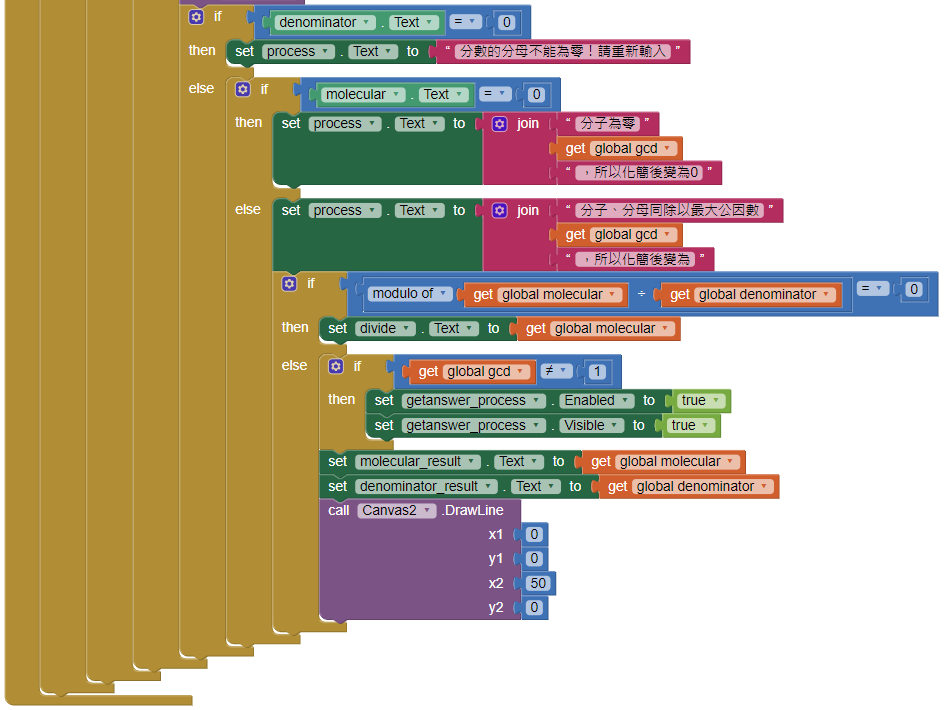 if denominator . Text = 0
then set process . Text to “ 分數的分母不能為零！請重新輸入 ”
else if molecular . Text = 0
then set process . Text to join “ 分子為零 ”
get global gcd
“ ，所以化簡後變為0 ”
else set process . Text to join “ 分子、分母同除以最大公因數 ”
get global gcd
“ ，所以化簡後變為 ”
if modulo of get global molecular ÷ get global denominator = 0
then set divide . Text to get global molecular
else if get global gcd ≠ 1
then set getanswer_process . Enabled to true
set getanswer_process . Visible to true
set molecular_result . Text to get global molecular
set denominator_result . Text to get global denominator
call Canvas2 .DrawLine
x1 0
y1 0
x2 50
y2 0